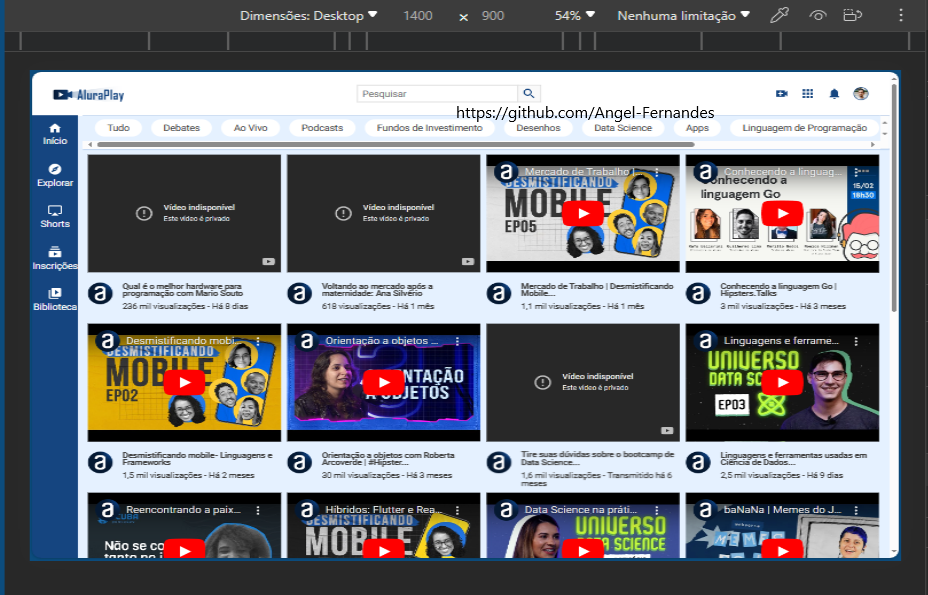 Dimensões: Desktop 1400 × 900 54% Nenhuma limitação
AluraPlay
Pesquisar
https://github.com/Angel-Fernandes
Tudo Debates Ao Vivo Podcasts Fundos de Investimento Desenhos Data Science Apps Linguagem de Programação
Início
Explorar
Shorts
Inscrições
Biblioteca
Vídeo indisponível
Este vídeo é privado
Qual é o melhor hardware para
programação com Mario Souto
236 mil visualizações - Há 8 dias
Vídeo indisponível
Este vídeo é privado
Voltando ao mercado após a
maternidade: Ana Silvério
618 visualizações - Há 1 mês
Mercado de Trabalho |...
DESMISTIFICANDO
MOBILE
EP05
Mercado de Trabalho | Desmistificando
Mobile...
1,1 mil visualizações - Há 1 mês
Conhecendo a linguag...
Conhecendo a
linguagem Go
15/02
18h30
Conhecendo a linguagem Go |
Hipsters.Talks
3 mil visualizações - Há 3 meses
Desmistificando mobi...
DESMISTIFICANDO
MOBILE
EP02
Desmistificando mobile- Linguagens e
Frameworks
1,5 mil visualizações - Há 2 meses
Orientação a objetos ...
ORIENTAÇÃO
A OBJETOS
Orientação a objetos com Roberta
Arcoverde | #Hipster...
30 mil visualizações - Há 3 meses
Vídeo indisponível
Este vídeo é privado
Tire suas dúvidas sobre o bootcamp de
Data Science...
1,6 mil visualizações - Transmitido há 6
meses
Linguagens e ferrame...
UNIVERSO
DATA SCIENCE
EP03
Linguagens e ferramentas usadas em
Ciência de Dados...
2,5 mil visualizações - Há 9 dias
Reencontrando a paix...
Não se co
Híbridos: Flutter e Rea...
DESMISTIFICANDO
MOBILE
Data Science na práti...
UNIVERSO
DATA SCIENCE
baNaNa | Memes do J...
MEMES